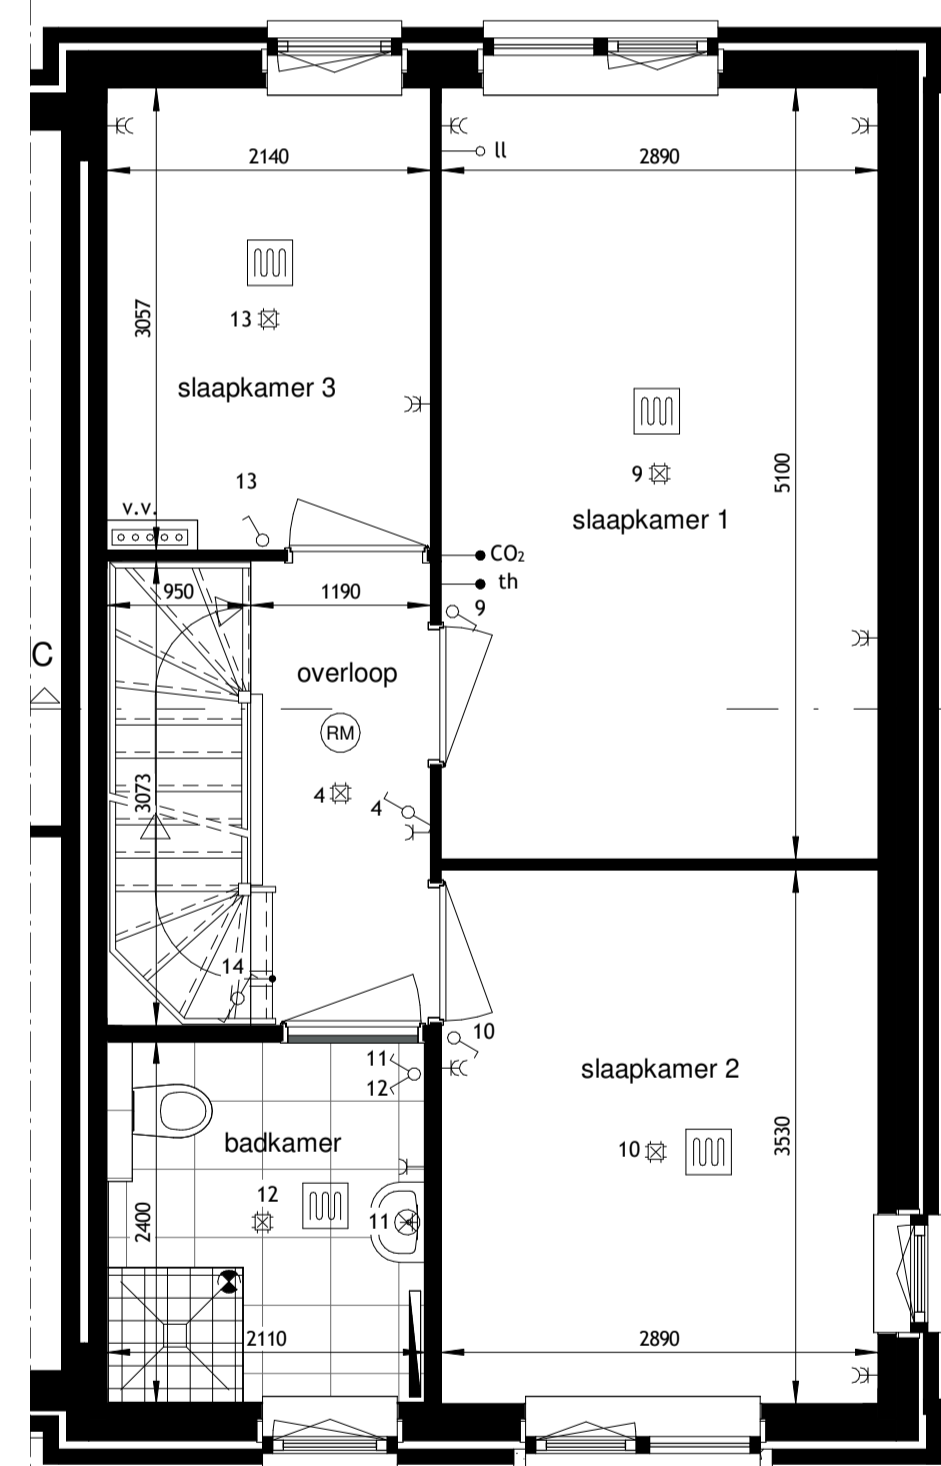 2140
2890
ll
3057
13
slaapkamer 3
13
v.v.
9
slaapkamer 1
5100
CO₂
th
9
950
1190
C
overloop
RM
3073
4
4
14
10
11
12
slaapkamer 2
badkamer
10
3530
12
11
2400
2110
2890